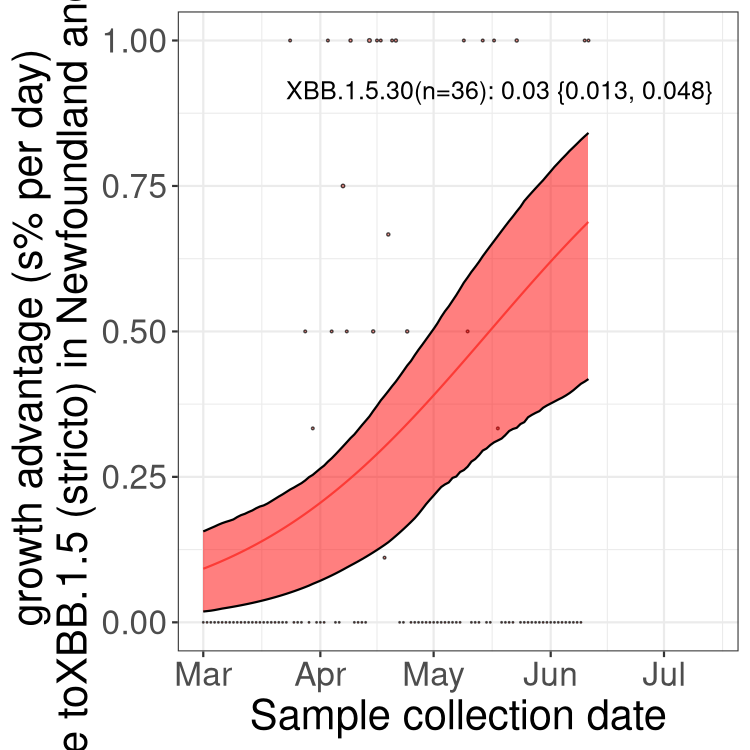 growth advantage (s% per day)
toXBB.1.5 (stricto) in Newfoundland
1.00
0.75
0.50
0.25
0.00
XBB.1.5.30(n=36): 0.03 {0.013, 0.048}
Mar Apr May Jun Jul
Sample collection date